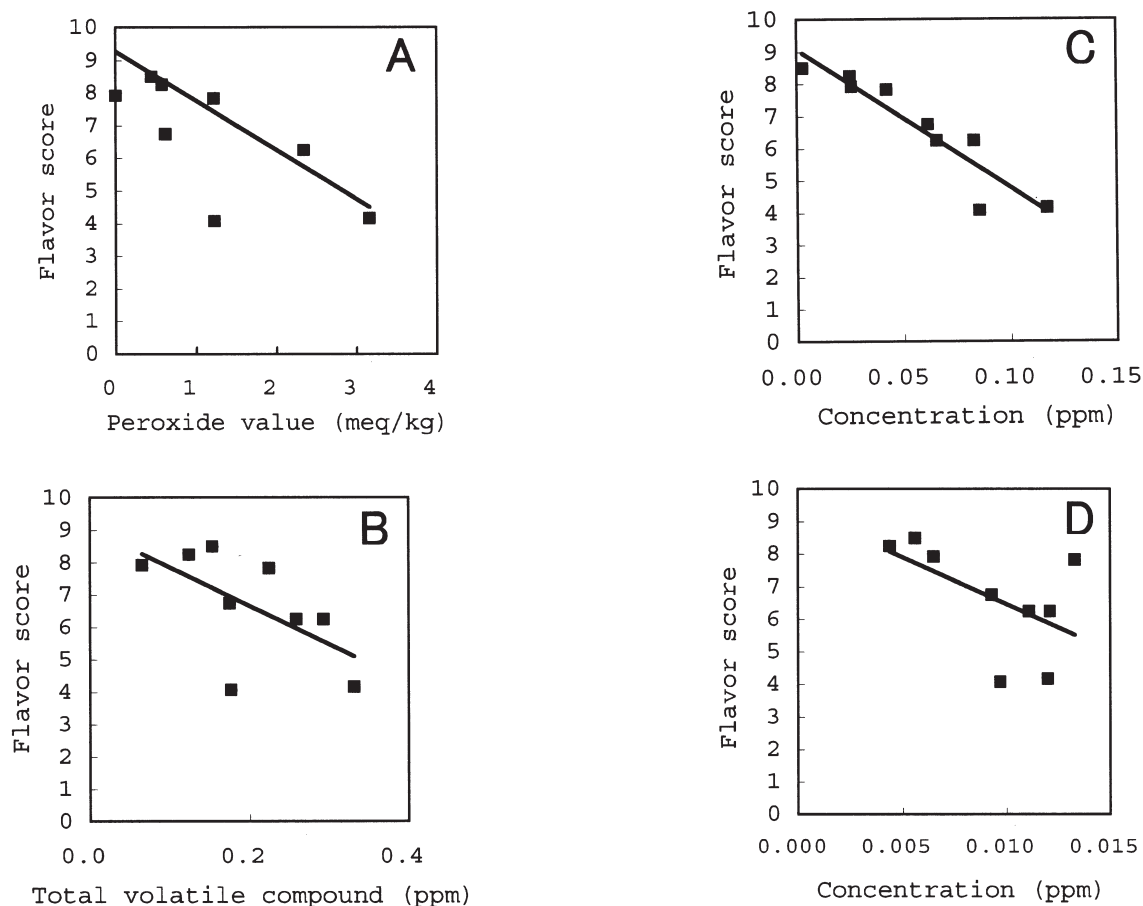 A
10
9
8
7
6
5
4
3
2
1
0
Flavor score
0 1 2 3 4
Peroxide value (meq/kg)
C
10
9
8
7
6
5
4
3
2
1
0
Flavor score
0.00 0.05 0.10 0.15
Concentration (ppm)
B
10
9
8
7
6
5
4
3
2
1
0
Flavor score
0.0 0.2 0.4
Total volatile compound (ppm)
D
10
9
8
7
6
5
4
3
2
1
0
Flavor score
0.000 0.005 0.010 0.015
Concentration (ppm)